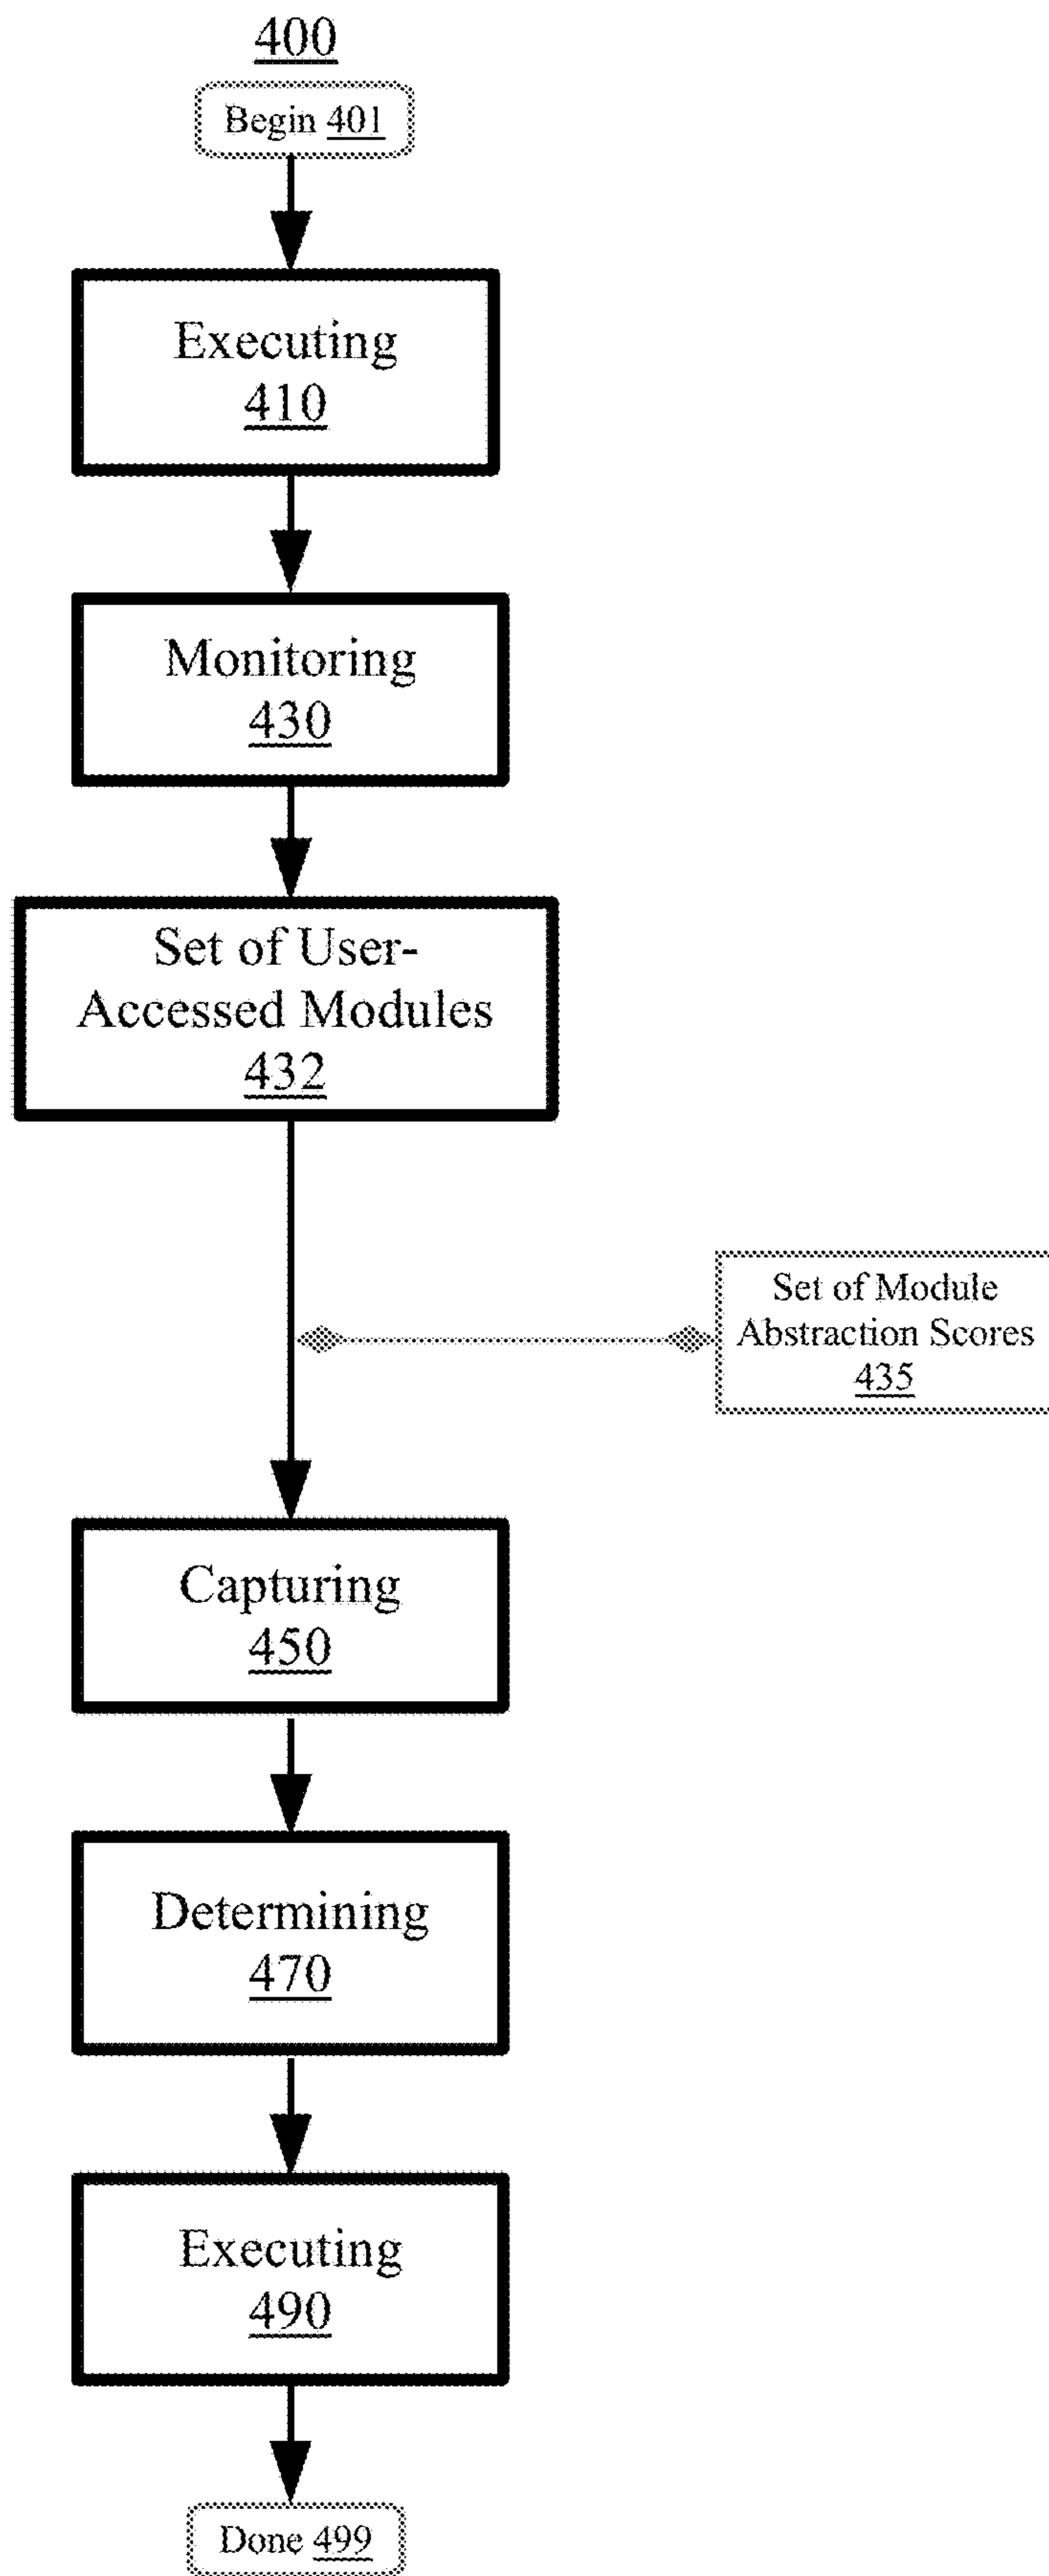 400
Begin 401
Executing
410
Monitoring
430
Set of User-
Accessed Modules
432
Set of Module
Abstraction Scores
435
Capturing
450
Determining
470
Executing
490
Done 499